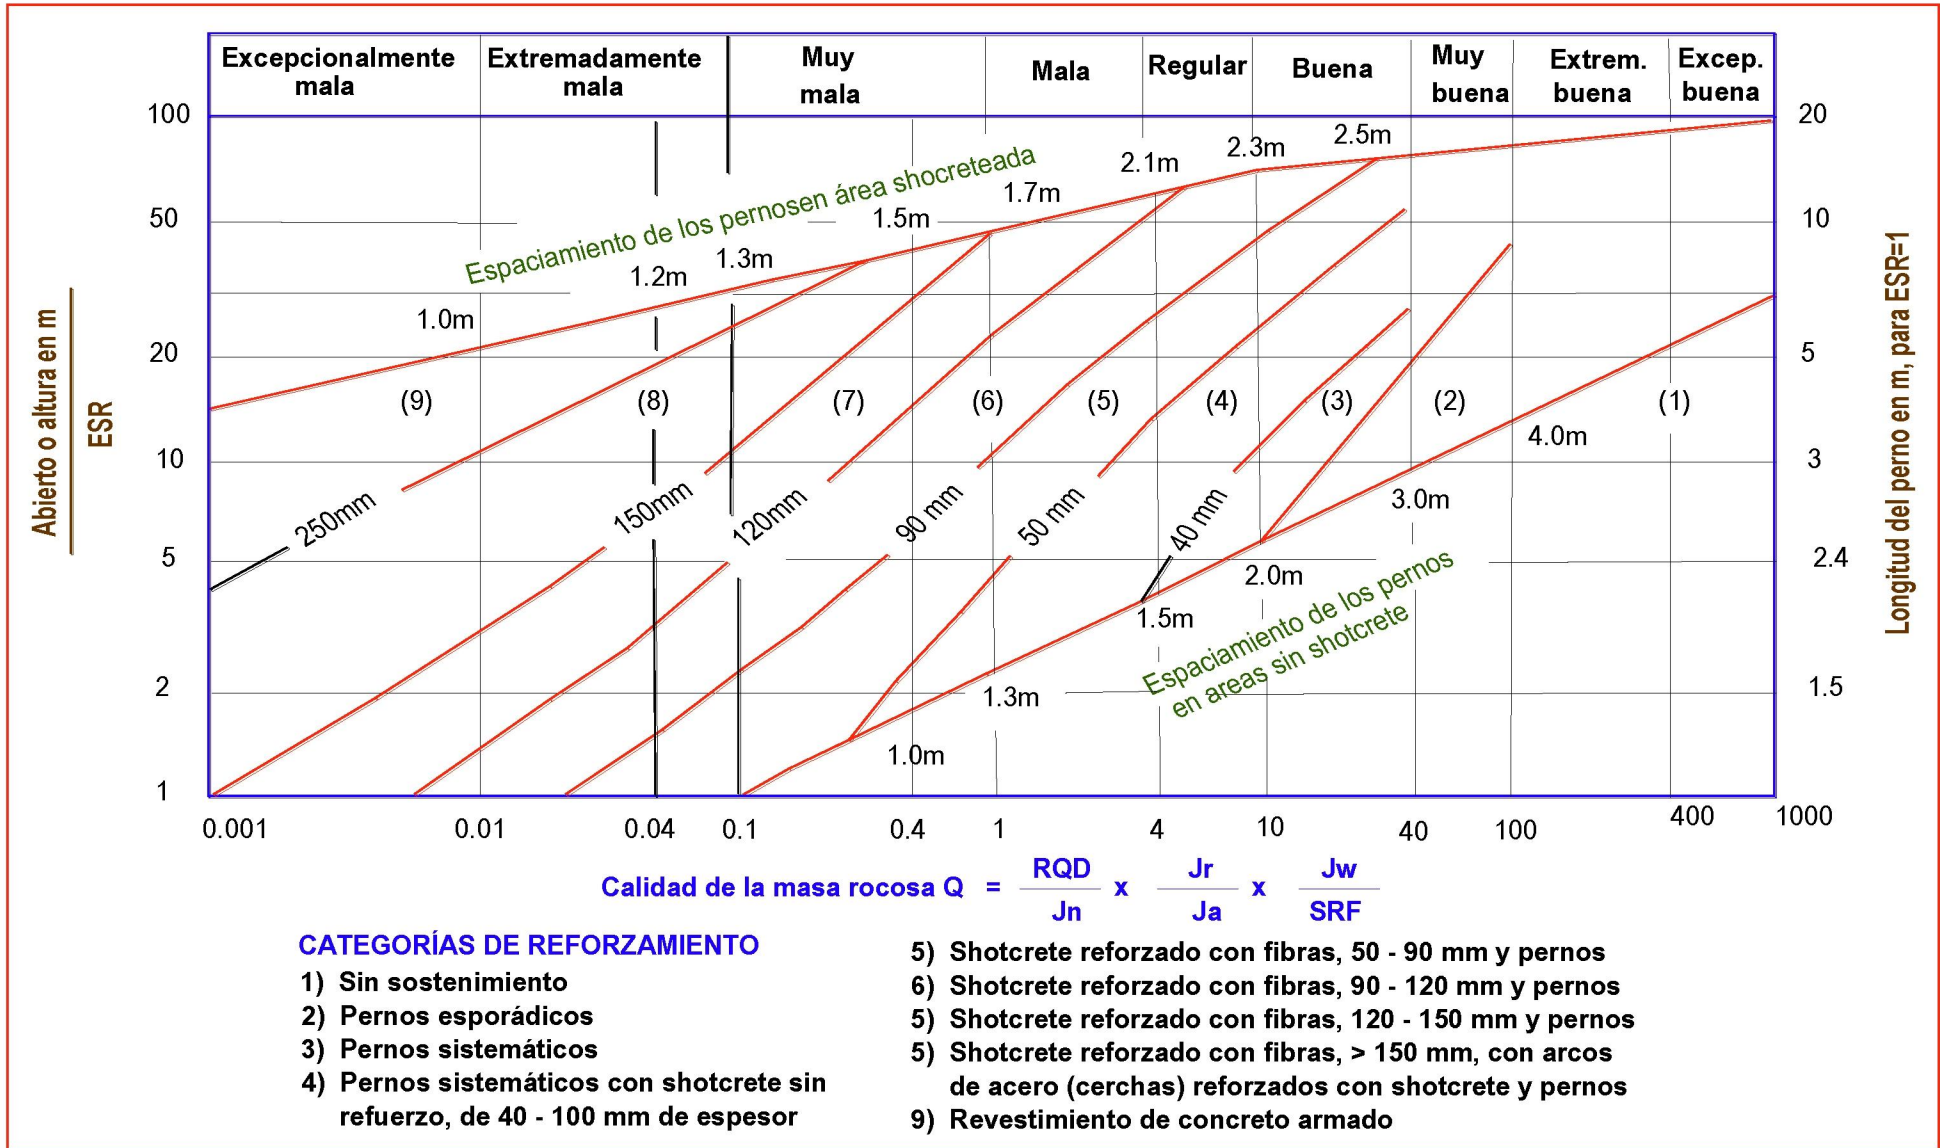 Excepcionalmente
mala
Extremadamente
mala
Muy
mala
Mala
Regular
Buena
Muy
buena
Extrem.
buena
Excep.
buena
100
50
20
10
5
2
1
20
10
5
3
2.4
1.5
Abierto o altura en m
ESR
Longitud del perno en m, para ESR=1
Espaciamiento de los pernosen área shocreteada
1.0m
1.2m
1.3m
1.5m
1.7m
2.1m
2.3m
2.5m
(9)
(8)
(7)
(6)
(5)
(4)
(3)
(2)
(1)
250mm
150mm
120mm
90 mm
50 mm
40 mm
4.0m
3.0m
2.0m
1.5m
1.3m
1.0m
Espaciamiento de los pernos
en areas sin shotcrete
0.001
0.01
0.04
0.1
0.4
1
4
10
40
100
400
1000
Calidad de la masa rocosa Q = RQD x Jr x Jw
Jn Ja SRF
CATEGORÍAS DE REFORZAMIENTO
1) Sin sostenimiento
2) Pernos esporádicos
3) Pernos sistemáticos
4) Pernos sistemáticos con shotcrete sin
refuerzo, de 40 - 100 mm de espesor
5) Shotcrete reforzado con fibras, 50 - 90 mm y pernos
6) Shotcrete reforzado con fibras, 90 - 120 mm y pernos
5) Shotcrete reforzado con fibras, 120 - 150 mm y pernos
5) Shotcrete reforzado con fibras, > 150 mm, con arcos
de acero (cerchas) reforzados con shotcrete y pernos
9) Revestimiento de concreto armado